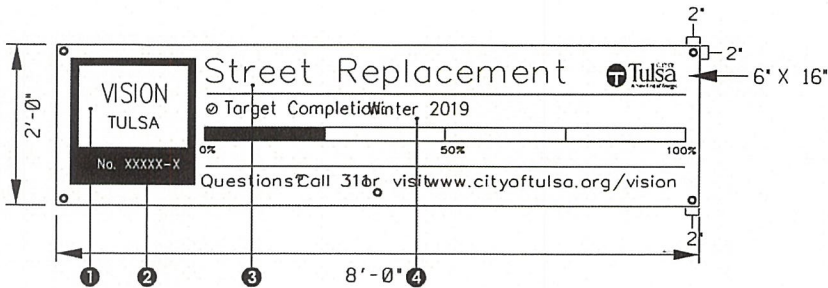 2"
2"
6" X 16"
2'-0"
VISION
TULSA
No. XXXXX-X
Street Replacement
Tulsa
⊘ Target Completion: Winter 2019
0% 50% 100%
Questions? Call 311 or visit www.cityoftulsa.org/vision
2"
8'-0"
1 2 3 4